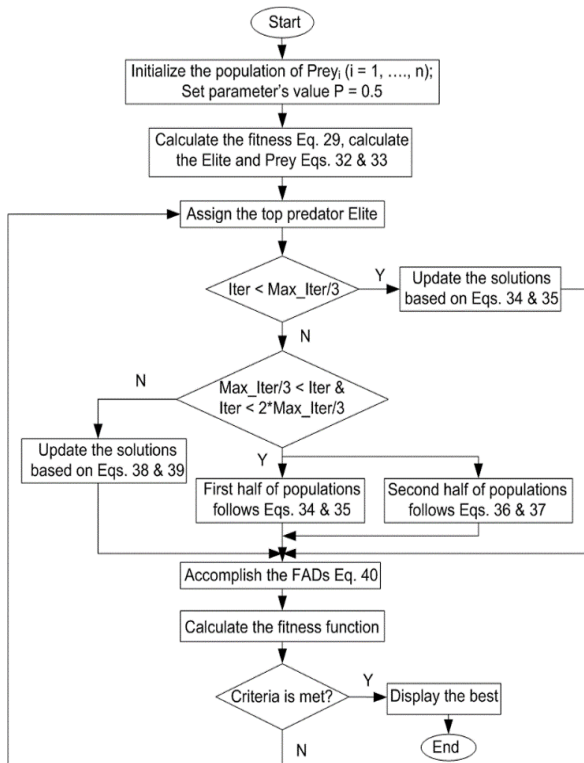 Start
Initialize the population of Preyᵢ (i = 1, ...., n);
Set parameter's value P = 0.5
Calculate the fitness Eq. 29, calculate
the Elite and Prey Eqs. 32 & 33
Assign the top predator Elite
Iter < Max_Iter/3
Y
Update the solutions
based on Eqs. 34 & 35
N
Max_Iter/3 < Iter &
Iter < 2*Max_Iter/3
N
Update the solutions
based on Eqs. 38 & 39
Y
First half of populations
follows Eqs. 34 & 35
Second half of populations
follows Eqs. 36 & 37
Accomplish the FADs Eq. 40
Calculate the fitness function
Criteria is met?
Y
Display the best
N
End